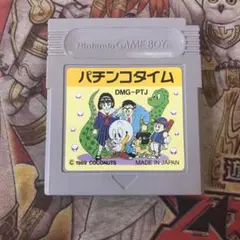 Nintendo GAME BOY
パチンコタイム
DMG-PTJ
© 1989 COCONUTS
MADE IN JAPAN